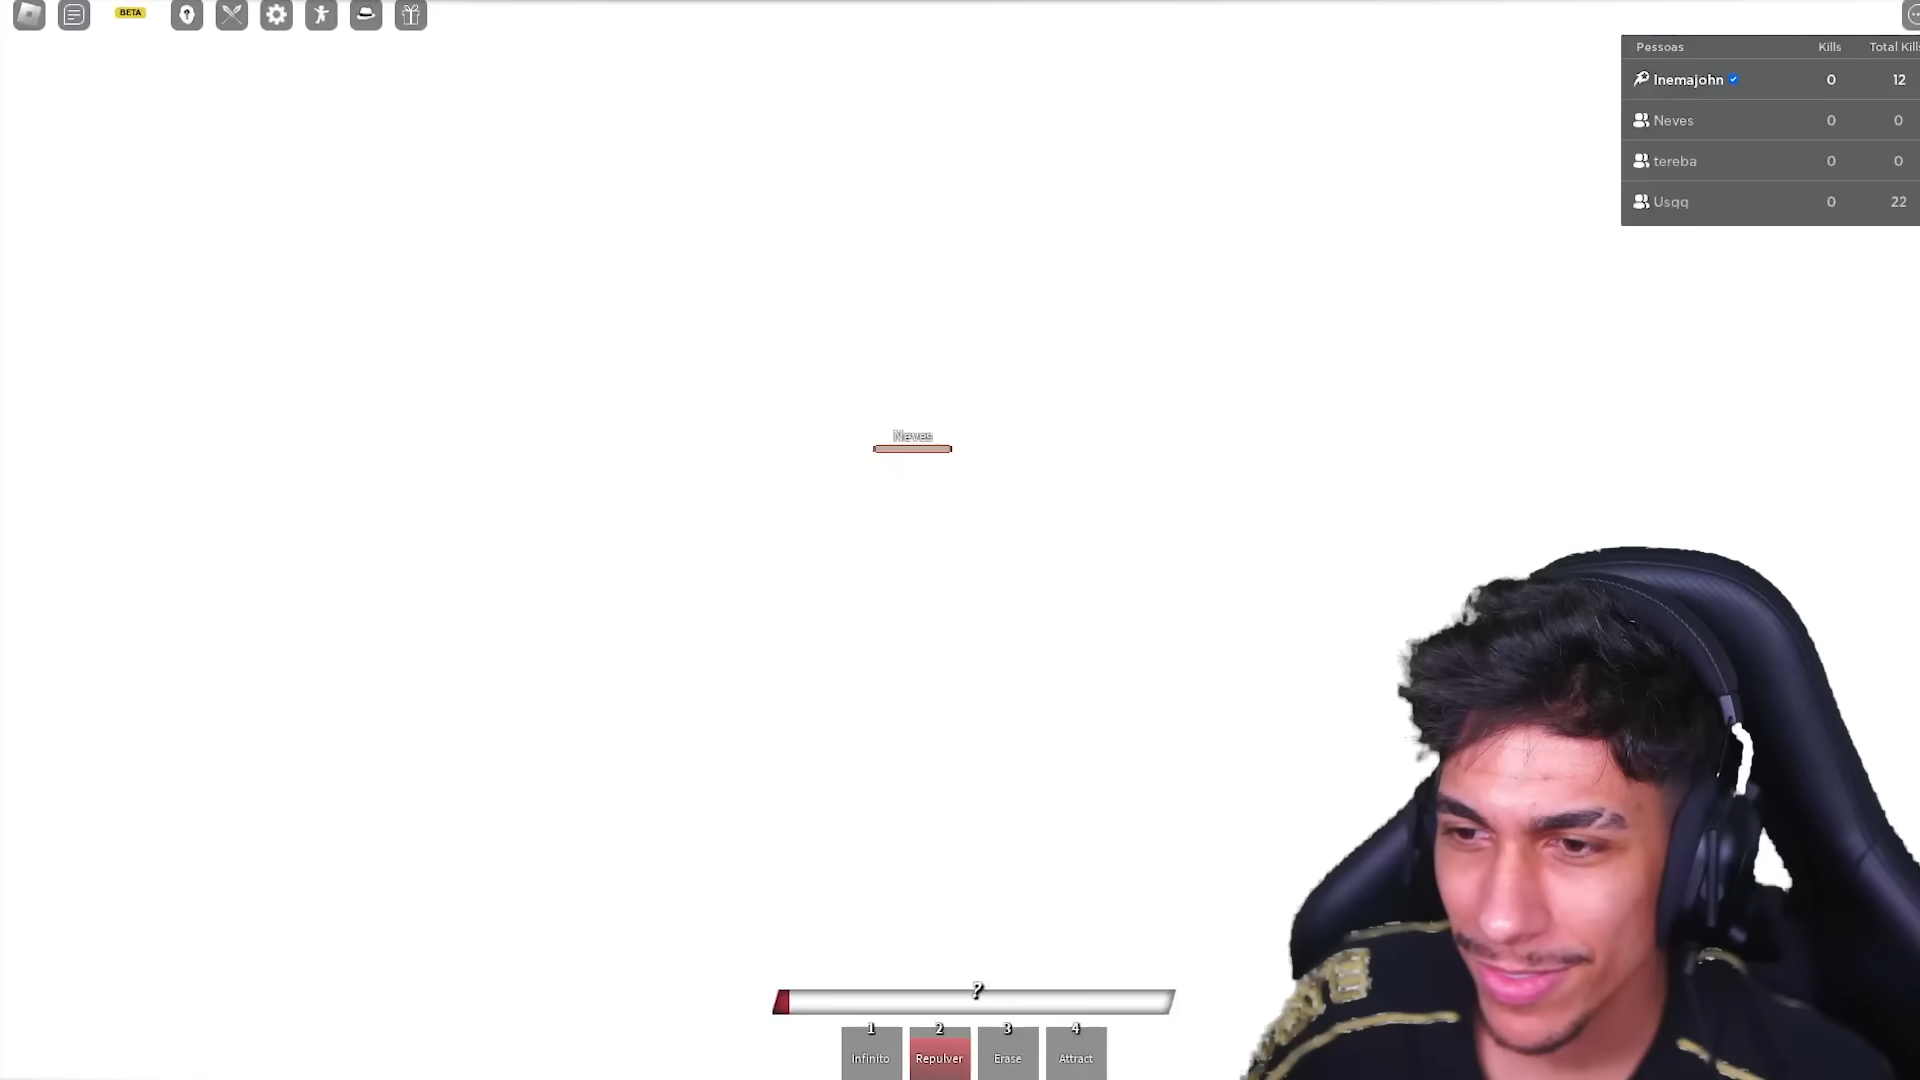 BETA
Pessoas Kills Total Kills
Inemajohn 0 12
Neves 0 0
tereba 0 0
Usqq 0 22
Neves
?
1 2 3 4
Infinito Repulver Erase Attract